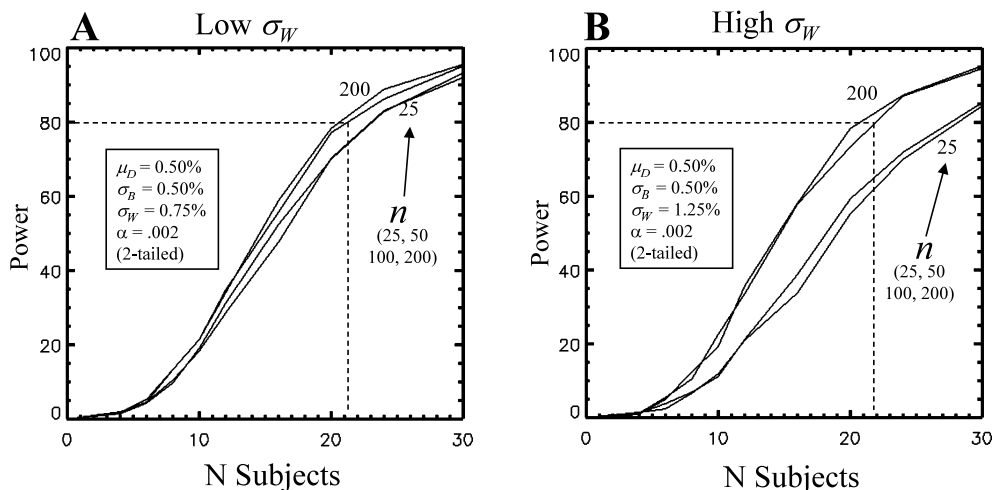 A
Low σW
100
80
60
40
20
0
Power
200
25
μD = 0.50%
σB = 0.50%
σW = 0.75%
α = .002
(2-tailed)
n
(25, 50
100, 200)
0
10
20
30
N Subjects
B
High σW
100
80
60
40
20
0
Power
200
25
μD = 0.50%
σB = 0.50%
σW = 1.25%
α = .002
(2-tailed)
n
(25, 50
100, 200)
0
10
20
30
N Subjects